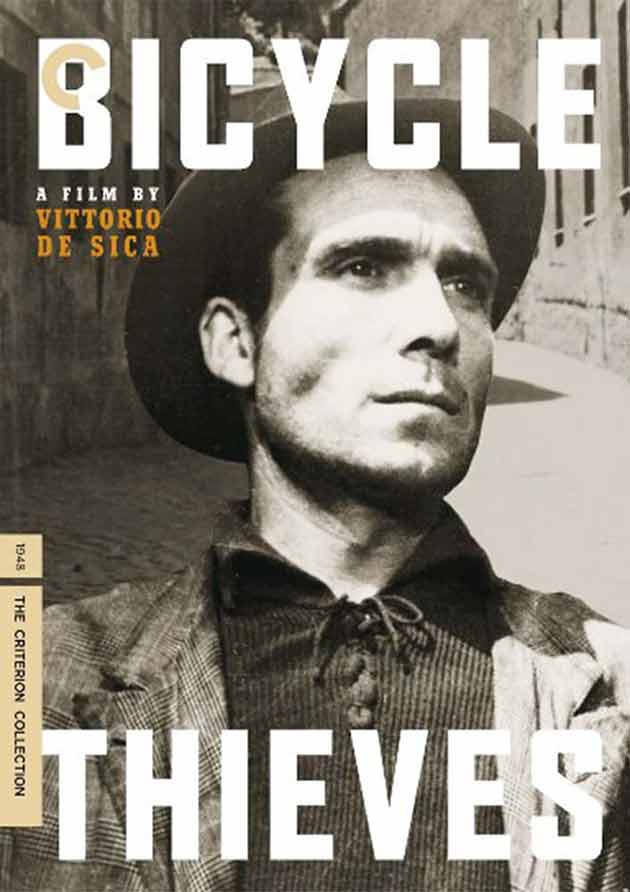 BICYCLE
A FILM BY
VITTORIO
DE SICA
1948
THE CRITERION COLLECTION
THIEVES